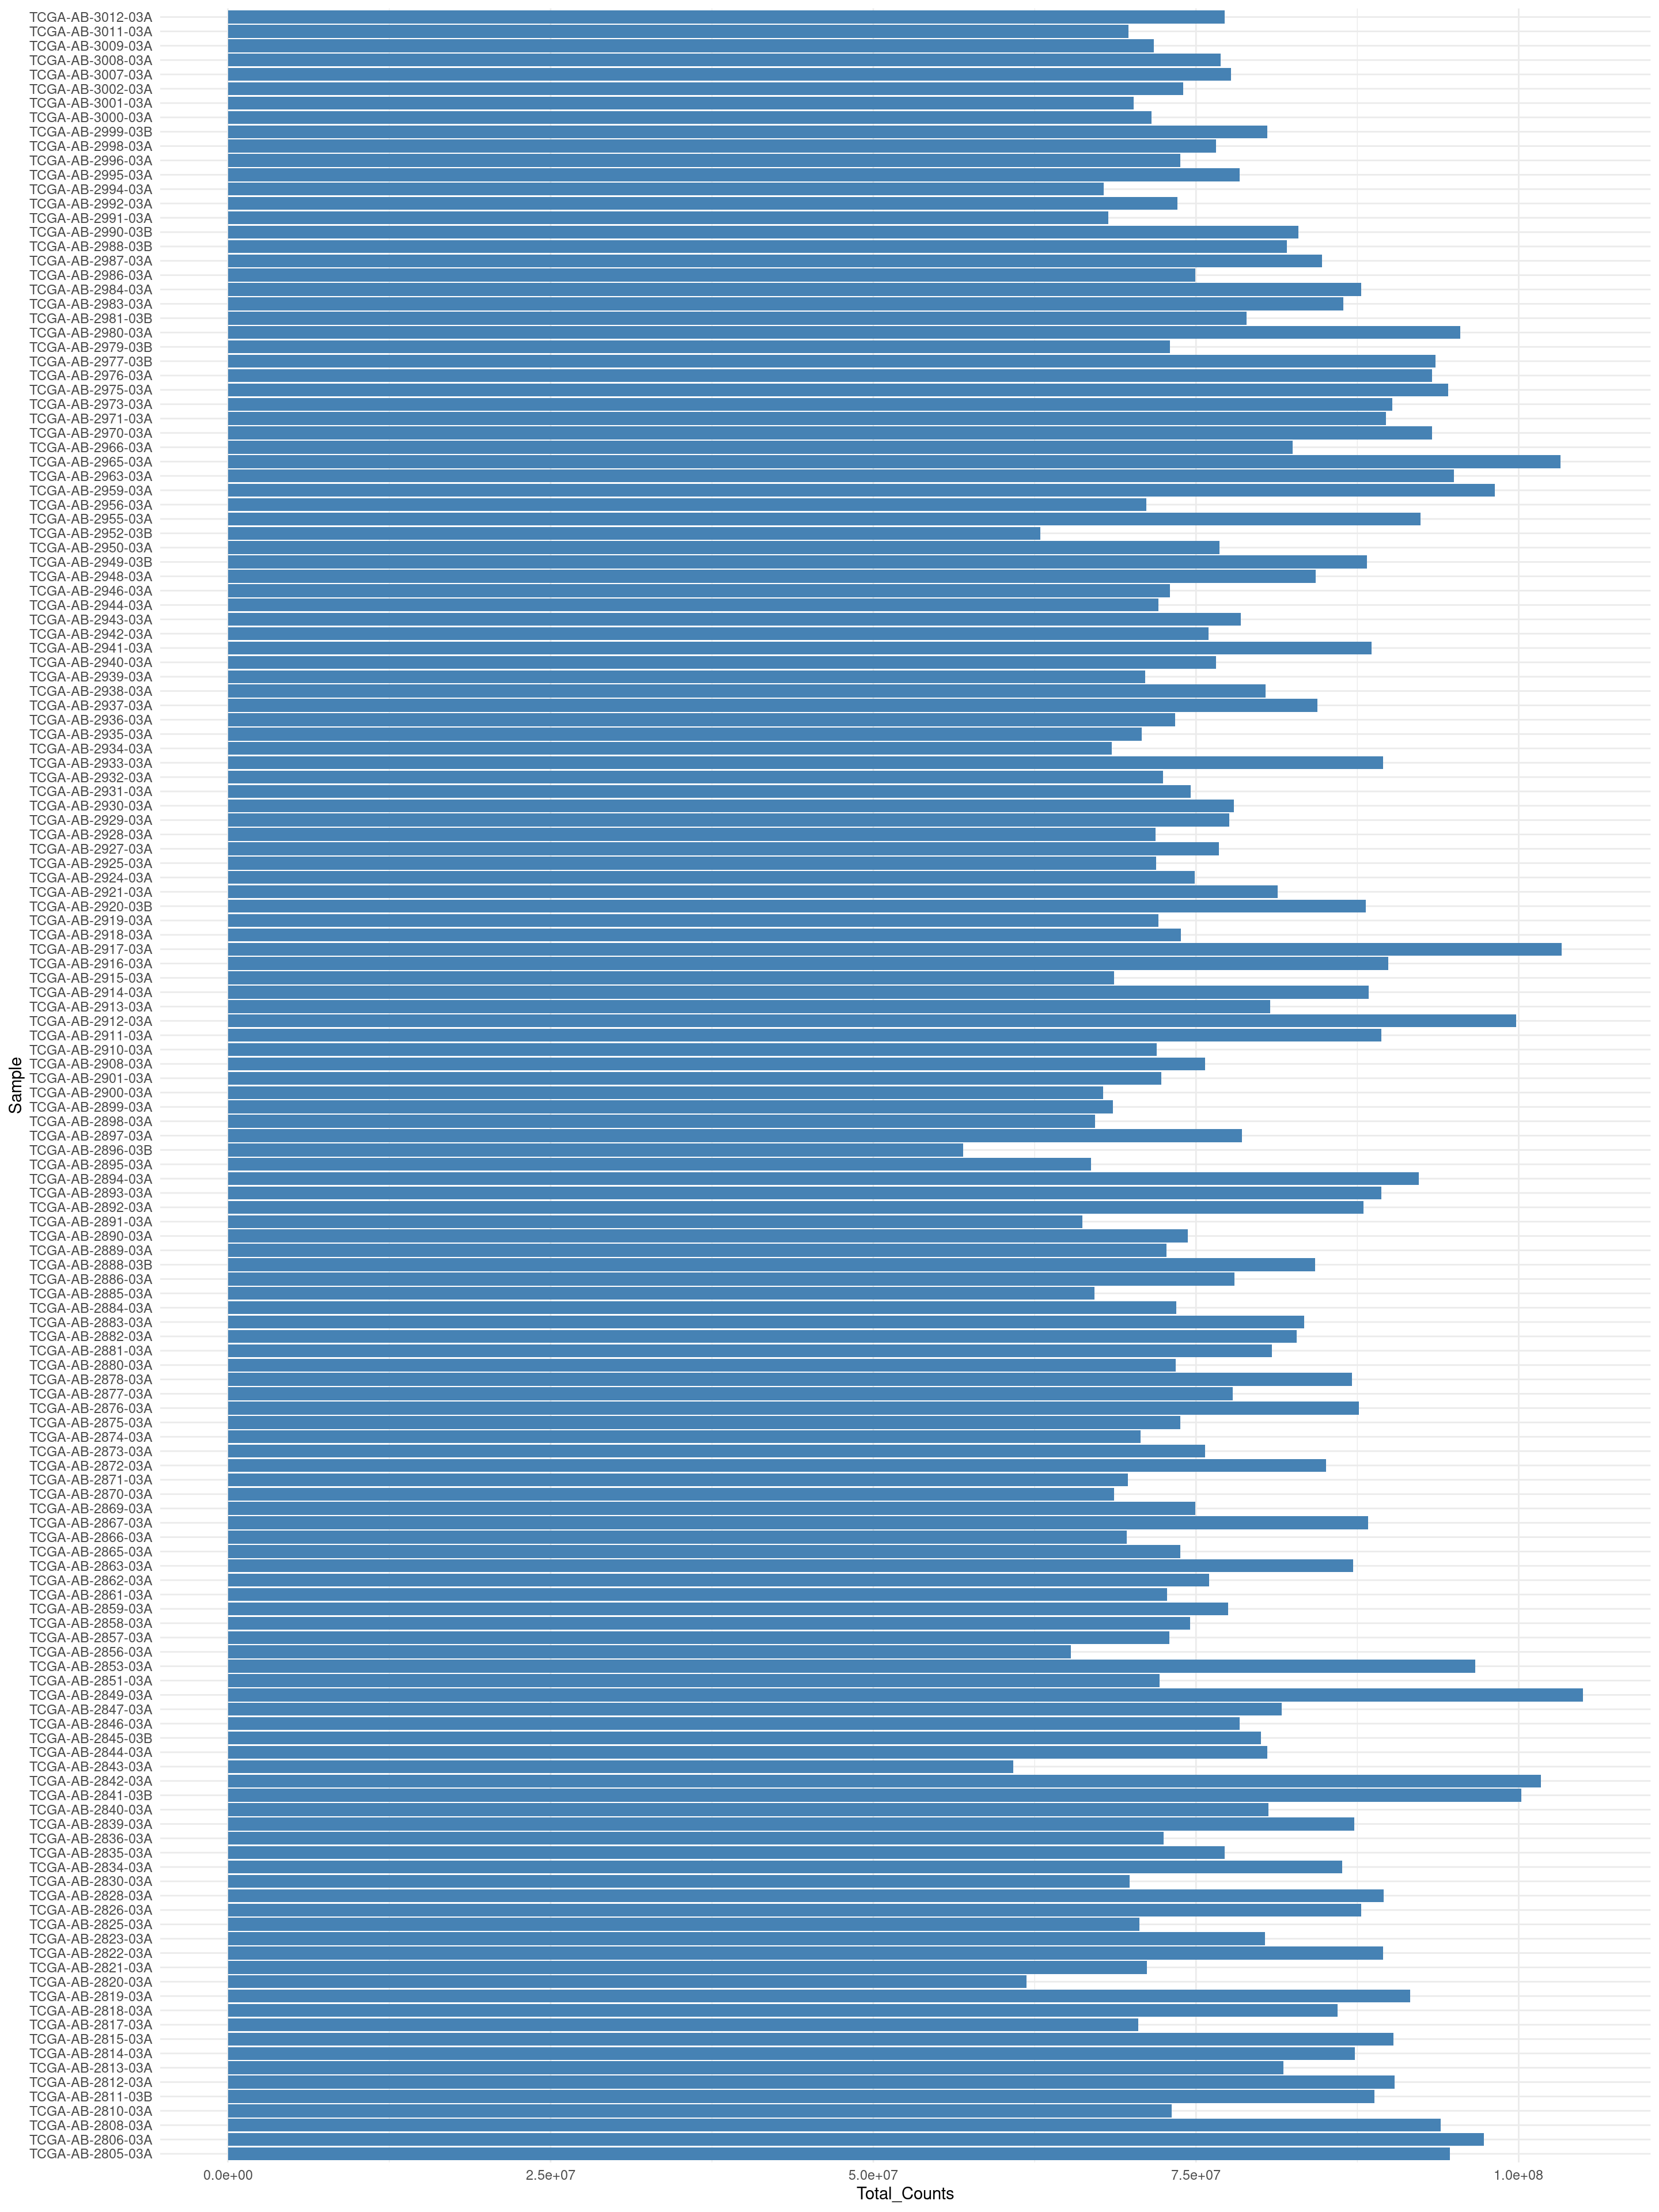 TCGA-AB-3012-03A
TCGA-AB-3011-03A
TCGA-AB-3009-03A
TCGA-AB-3008-03A
TCGA-AB-3007-03A
TCGA-AB-3002-03A
TCGA-AB-3001-03A
TCGA-AB-3000-03A
TCGA-AB-2999-03B
TCGA-AB-2998-03A
TCGA-AB-2996-03A
TCGA-AB-2995-03A
TCGA-AB-2994-03A
TCGA-AB-2992-03A
TCGA-AB-2991-03A
TCGA-AB-2990-03B
TCGA-AB-2988-03B
TCGA-AB-2987-03A
TCGA-AB-2986-03A
TCGA-AB-2984-03A
TCGA-AB-2983-03A
TCGA-AB-2981-03B
TCGA-AB-2980-03A
TCGA-AB-2979-03B
TCGA-AB-2977-03B
TCGA-AB-2976-03A
TCGA-AB-2975-03A
TCGA-AB-2973-03A
TCGA-AB-2971-03A
TCGA-AB-2970-03A
TCGA-AB-2966-03A
TCGA-AB-2965-03A
TCGA-AB-2963-03A
TCGA-AB-2959-03A
TCGA-AB-2956-03A
TCGA-AB-2955-03A
TCGA-AB-2952-03B
TCGA-AB-2950-03A
TCGA-AB-2949-03B
TCGA-AB-2948-03A
TCGA-AB-2946-03A
TCGA-AB-2944-03A
TCGA-AB-2943-03A
TCGA-AB-2942-03A
TCGA-AB-2941-03A
TCGA-AB-2940-03A
TCGA-AB-2939-03A
TCGA-AB-2938-03A
TCGA-AB-2937-03A
TCGA-AB-2936-03A
TCGA-AB-2935-03A
TCGA-AB-2934-03A
TCGA-AB-2933-03A
TCGA-AB-2932-03A
TCGA-AB-2931-03A
TCGA-AB-2930-03A
TCGA-AB-2929-03A
TCGA-AB-2928-03A
TCGA-AB-2927-03A
TCGA-AB-2925-03A
TCGA-AB-2924-03A
TCGA-AB-2921-03A
TCGA-AB-2920-03B
TCGA-AB-2919-03A
TCGA-AB-2918-03A
TCGA-AB-2917-03A
TCGA-AB-2916-03A
TCGA-AB-2915-03A
TCGA-AB-2914-03A
TCGA-AB-2913-03A
TCGA-AB-2912-03A
TCGA-AB-2911-03A
TCGA-AB-2910-03A
TCGA-AB-2908-03A
TCGA-AB-2901-03A
TCGA-AB-2900-03A
TCGA-AB-2899-03A
TCGA-AB-2898-03A
TCGA-AB-2897-03A
TCGA-AB-2896-03B
TCGA-AB-2895-03A
TCGA-AB-2894-03A
TCGA-AB-2893-03A
TCGA-AB-2892-03A
TCGA-AB-2891-03A
TCGA-AB-2890-03A
TCGA-AB-2889-03A
TCGA-AB-2888-03B
TCGA-AB-2886-03A
TCGA-AB-2885-03A
TCGA-AB-2884-03A
TCGA-AB-2883-03A
TCGA-AB-2882-03A
TCGA-AB-2881-03A
TCGA-AB-2880-03A
TCGA-AB-2878-03A
TCGA-AB-2877-03A
TCGA-AB-2876-03A
TCGA-AB-2875-03A
TCGA-AB-2874-03A
TCGA-AB-2873-03A
TCGA-AB-2872-03A
TCGA-AB-2871-03A
TCGA-AB-2870-03A
TCGA-AB-2869-03A
TCGA-AB-2867-03A
TCGA-AB-2866-03A
TCGA-AB-2865-03A
TCGA-AB-2863-03A
TCGA-AB-2862-03A
TCGA-AB-2861-03A
TCGA-AB-2859-03A
TCGA-AB-2858-03A
TCGA-AB-2857-03A
TCGA-AB-2856-03A
TCGA-AB-2853-03A
TCGA-AB-2851-03A
TCGA-AB-2849-03A
TCGA-AB-2847-03A
TCGA-AB-2846-03A
TCGA-AB-2845-03B
TCGA-AB-2844-03A
TCGA-AB-2843-03A
TCGA-AB-2842-03A
TCGA-AB-2841-03B
TCGA-AB-2840-03A
TCGA-AB-2839-03A
TCGA-AB-2836-03A
TCGA-AB-2835-03A
TCGA-AB-2834-03A
TCGA-AB-2830-03A
TCGA-AB-2828-03A
TCGA-AB-2826-03A
TCGA-AB-2825-03A
TCGA-AB-2823-03A
TCGA-AB-2822-03A
TCGA-AB-2821-03A
TCGA-AB-2820-03A
TCGA-AB-2819-03A
TCGA-AB-2818-03A
TCGA-AB-2817-03A
TCGA-AB-2815-03A
TCGA-AB-2814-03A
TCGA-AB-2813-03A
TCGA-AB-2812-03A
TCGA-AB-2811-03B
TCGA-AB-2810-03A
TCGA-AB-2808-03A
TCGA-AB-2806-03A
TCGA-AB-2805-03A
Sample
0.0e+00 2.5e+07 5.0e+07 7.5e+07 1.0e+08
Total_Counts